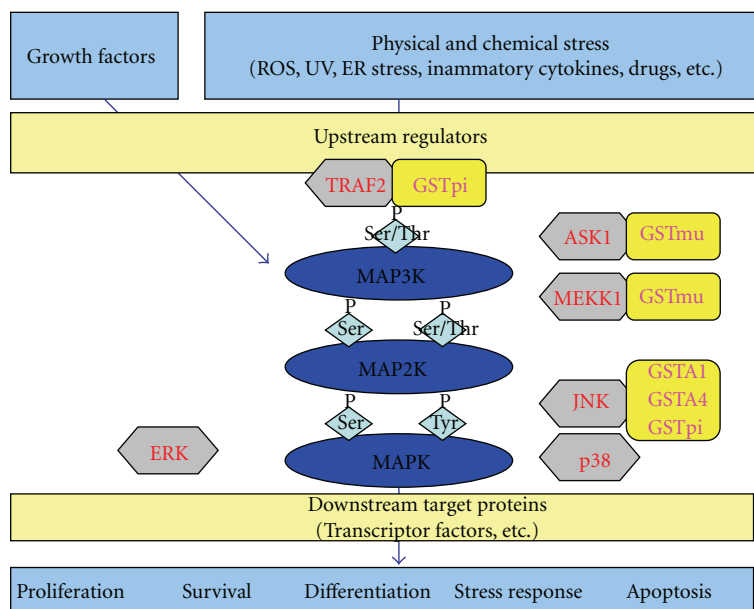 Growth factors
Physical and chemical stress
(ROS, UV, ER stress, inammatory cytokines, drugs, etc.)
Upstream regulators
TRAF2
GSTpi
P
Ser/Thr
ASK1
GSTmu
MAP3K
MEKK1
GSTmu
P
P
Ser
Ser/Thr
MAP2K
GSTA1
GSTA4
GSTpi
JNK
P
P
Ser
Tyr
ERK
MAPK
p38
Downstream target proteins
(Transcriptor factors, etc.)
Proliferation
Survival
Differentiation
Stress response
Apoptosis